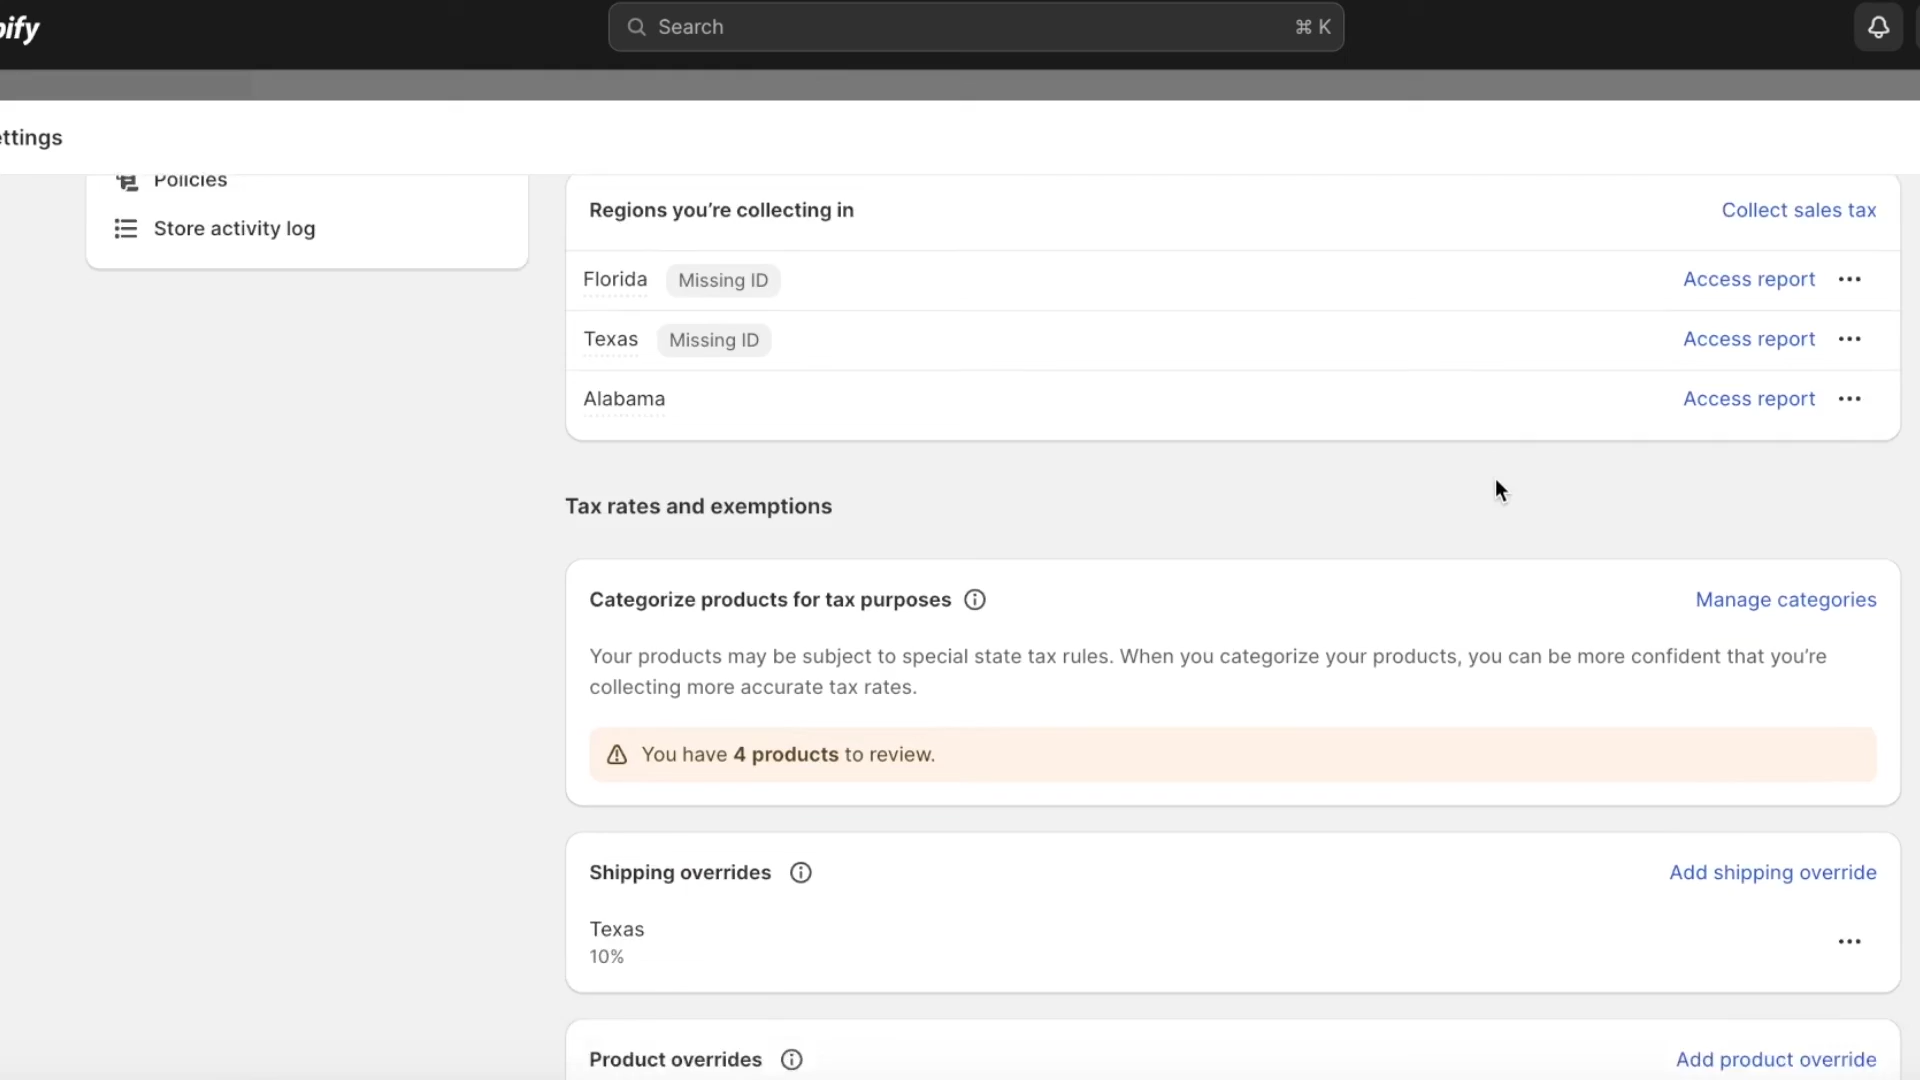 pify
Search
⌘ K
ettings
Policies
Store activity log
Regions you’re collecting in
Collect sales tax
Florida
Missing ID
Access report
Texas
Missing ID
Access report
Alabama
Access report
Tax rates and exemptions
Categorize products for tax purposes
Manage categories
Your products may be subject to special state tax rules. When you categorize your products, you can be more confident that you’re
collecting more accurate tax rates.
You have 4 products to review.
Shipping overrides
Add shipping override
Texas
10%
Product overrides
Add product override